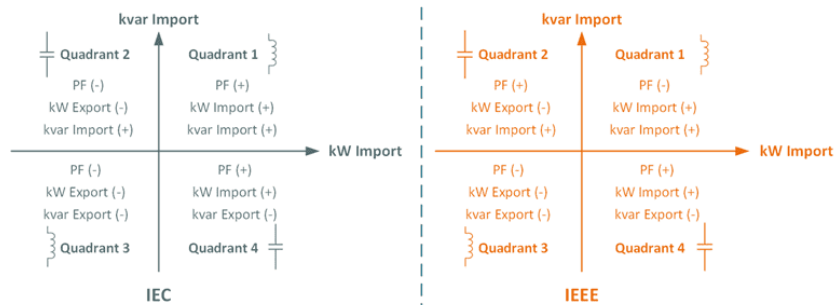 kvar Import
Quadrant 2
Quadrant 1
PF (-)
PF (+)
kW Export (-)
kW Import (+)
kvar Import (+)
kvar Import (+)
kW Import
PF (-)
PF (+)
kW Export (-)
kW Import (+)
kvar Export (-)
kvar Export (-)
Quadrant 3
Quadrant 4
IEC
kvar Import
Quadrant 2
Quadrant 1
PF (+)
PF (-)
kW Export (-)
kW Import (+)
kvar Import (+)
kvar Import (+)
kW Import
PF (-)
PF (+)
kW Export (-)
kW Import (+)
kvar Export (-)
kvar Export (-)
Quadrant 3
Quadrant 4
IEEE